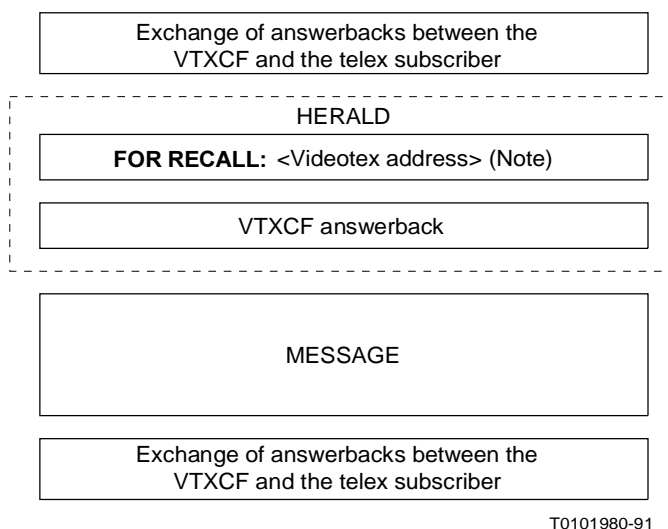 Exchange of answerbacks between the
VTXCF and the telex subscriber
HERALD
FOR RECALL: <Videotex address> (Note)
VTXCF answerback
MESSAGE
Exchange of answerbacks between the
VTXCF and the telex subscriber
T0101980-91